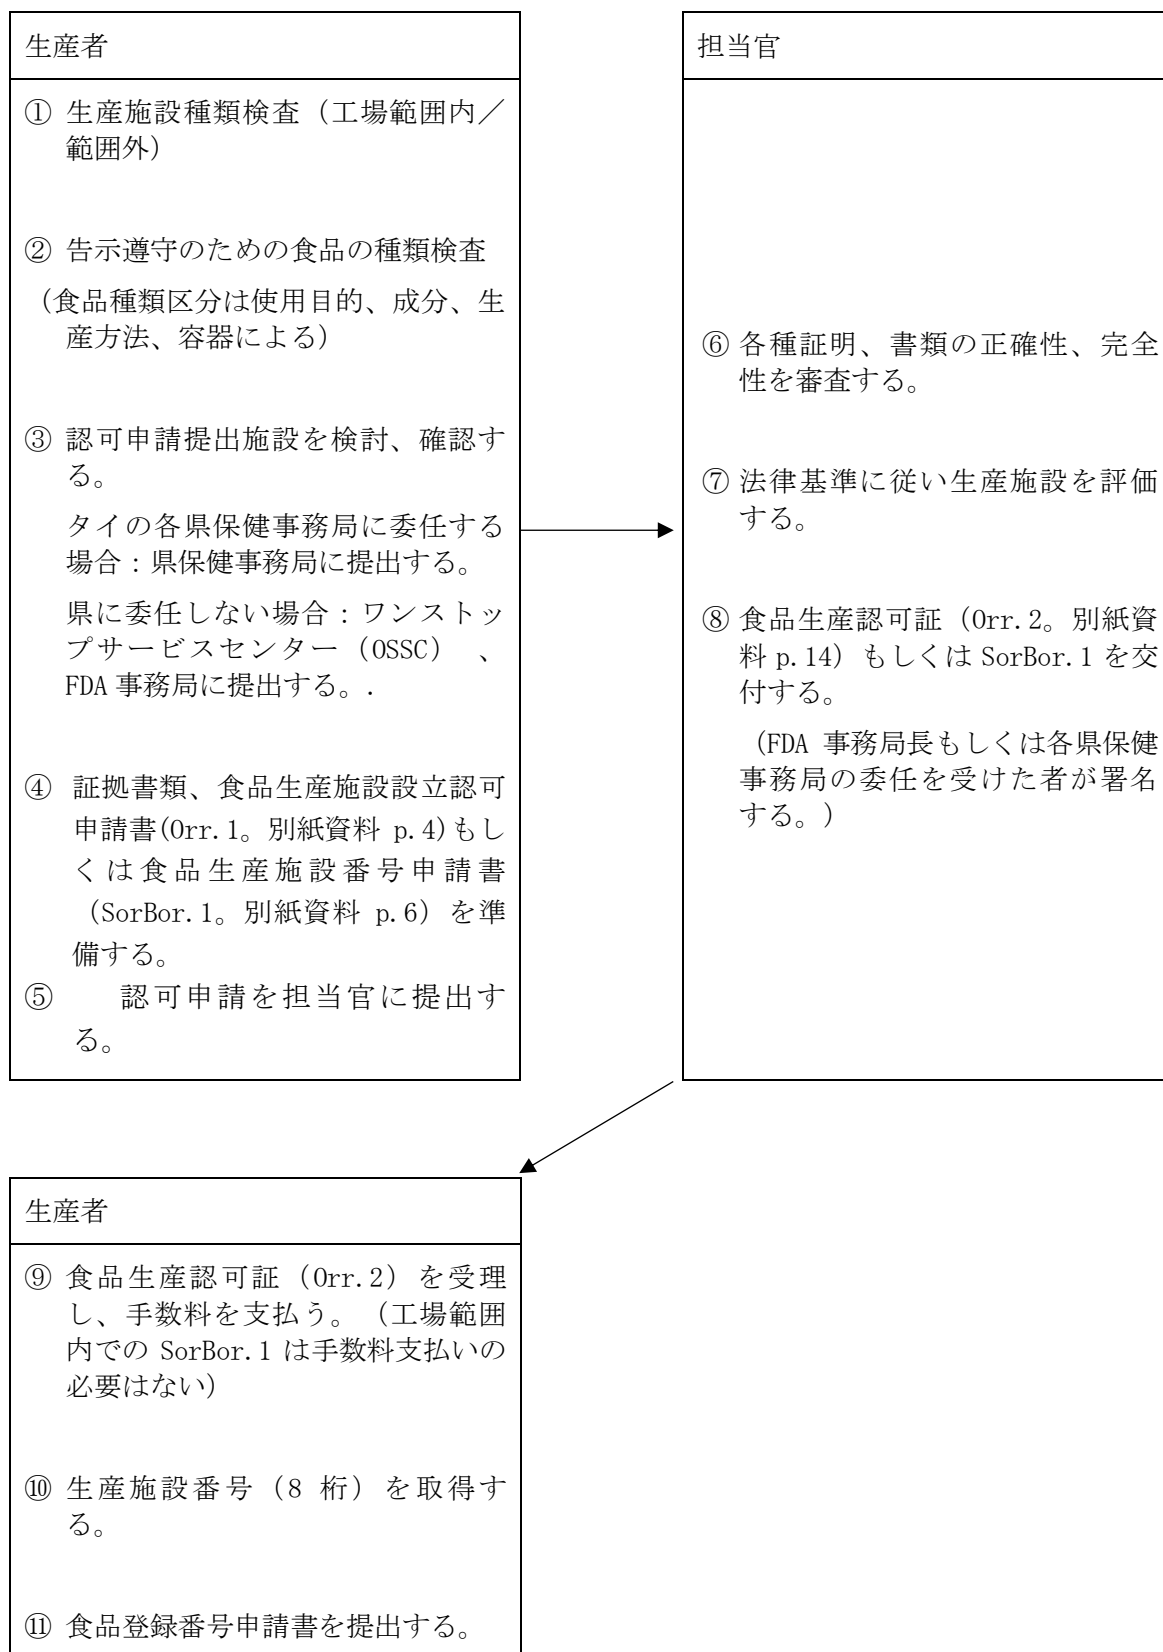 生産者
① 生産施設種類検査（工場範囲内／
範囲外）
② 告示遵守のための食品の種類検査
（食品種類区分は使用目的、成分、生
産方法、容器による）
③ 認可申請提出施設を検討、確認す
る。
タイの各県保健事務局に委任する
場合：県保健事務局に提出する。
県に委任しない場合：ワンストッ
プサービスセンター（OSSC） 、
FDA 事務局に提出する。.
④ 証拠書類、食品生産施設設立認可
申請書(Orr.1。別紙資料 p.4)もし
くは食品生産施設番号申請書
（SorBor.1。別紙資料 p.6）を準
備する。
⑤ 認可申請を担当官に提出す
る。
担当官
⑥ 各種証明、書類の正確性、完全
性を審査する。
⑦ 法律基準に従い生産施設を評価
する。
⑧ 食品生産認可証（Orr.2。別紙資
料 p.14）もしくは SorBor.1 を交
付する。
（FDA 事務局長もしくは各県保健
事務局の委任を受けた者が署名
する。）
生産者
⑨ 食品生産認可証（Orr.2）を受理
し、手数料を支払う。（工場範囲
内での SorBor.1 は手数料支払いの
必要はない）
⑩ 生産施設番号（8 桁）を取得す
る。
⑪ 食品登録番号申請書を提出する。